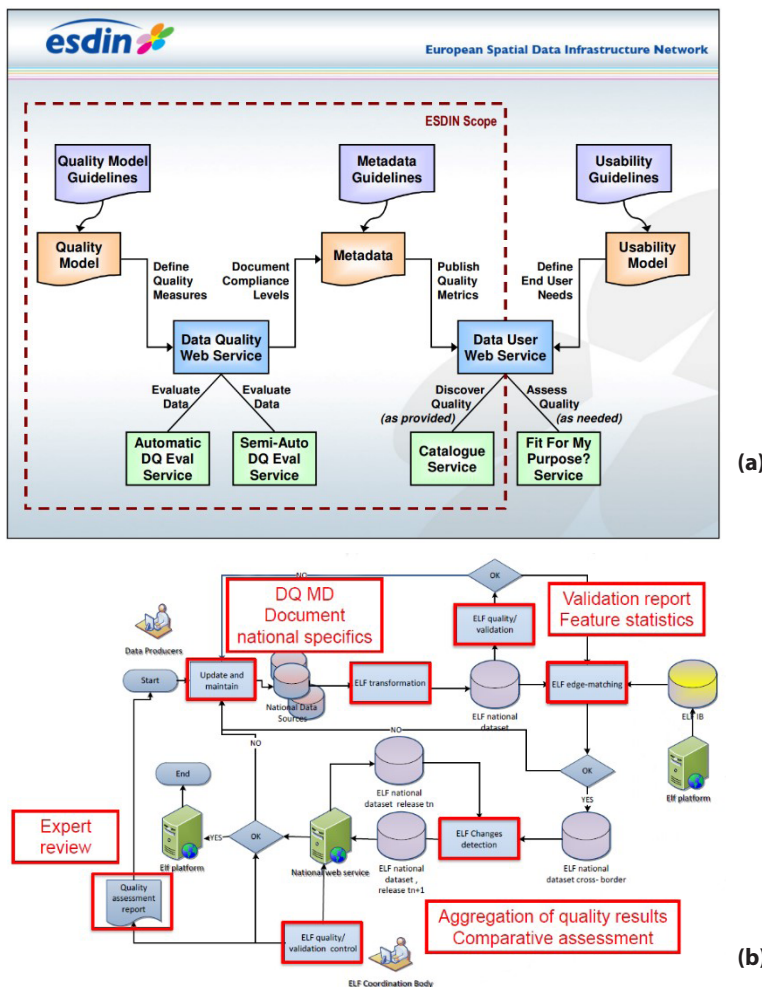 esdin
European Spatial Data Infrastructure Network
ESDIN Scope
Quality Model
Guidelines
Metadata
Guidelines
Usability
Guidelines
Quality
Model
Define
Quality
Measures
Document
Compliance
Levels
Metadata
Publish
Quality
Metrics
Define
End User
Needs
Usability
Model
Data Quality
Web Service
Data User
Web Service
Evaluate
Data
Evaluate
Data
Discover
Quality
(as provided)
Assess
Quality
(as needed)
Automatic
DQ Eval
Service
Semi-Auto
DQ Eval
Service
Catalogue
Service
Fit For My
Purpose?
Service
(a)
NO
OK
DQ MD
Document
national specifics
ELF quality/
validation
Validation report
Feature statistics
Data Producers
Start
Update and
maintain
National Data
Sources
ELF transformation
ELF national
dataset
ELF edge-matching
ELF IB
NO
NO
End
ELF national
dataset release tn
OK
Elf platform
YES
Expert
review
Elf platform
YES
OK
National web service
ELF national
dataset ,
release tn+1
ELF Changes
detection
ELF national
dataset cross- border
Quality
assessment
report
Aggregation of quality results
Comparative assessment
ELF quality/
validation control
ELF Coordination Body
(b)